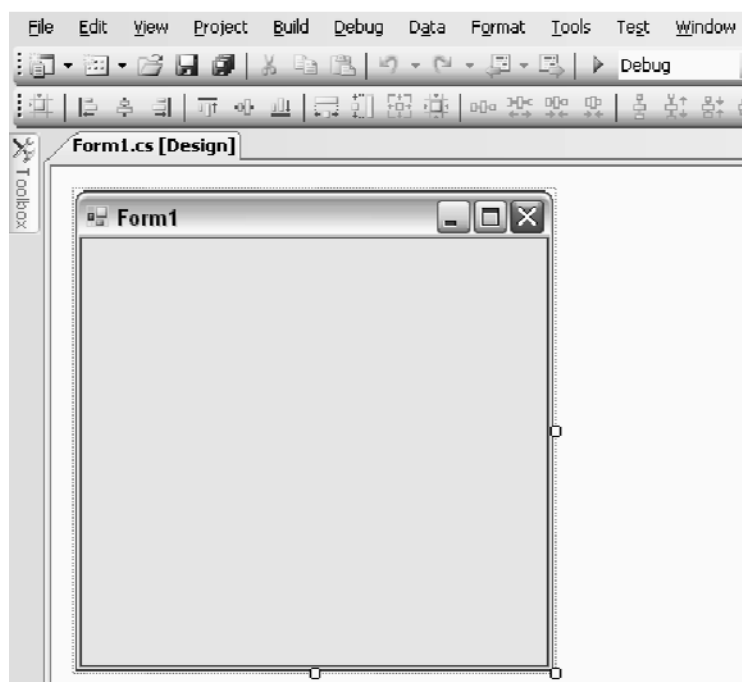 File Edit View Project Build Debug Data Format Tools Test Window
Debug
Form1.cs [Design]
Toolbox
Form1